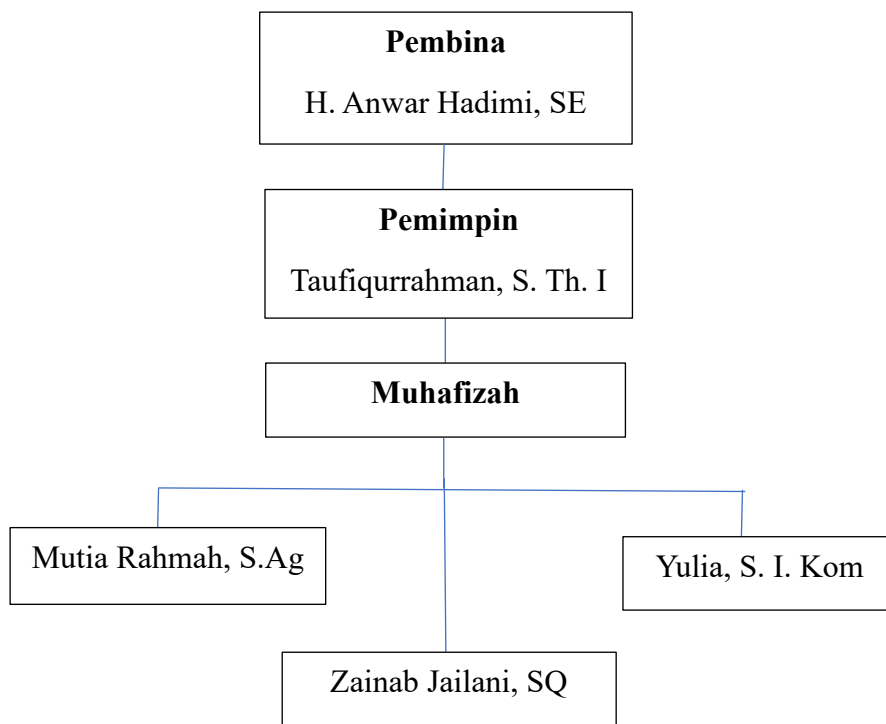 Pembina
H. Anwar Hadimi, SE
Pemimpin
Taufiqurrahman, S. Th. I
Muhafizah
Mutia Rahmah, S.Ag
Yulia, S. I. Kom
Zainab Jailani, SQ